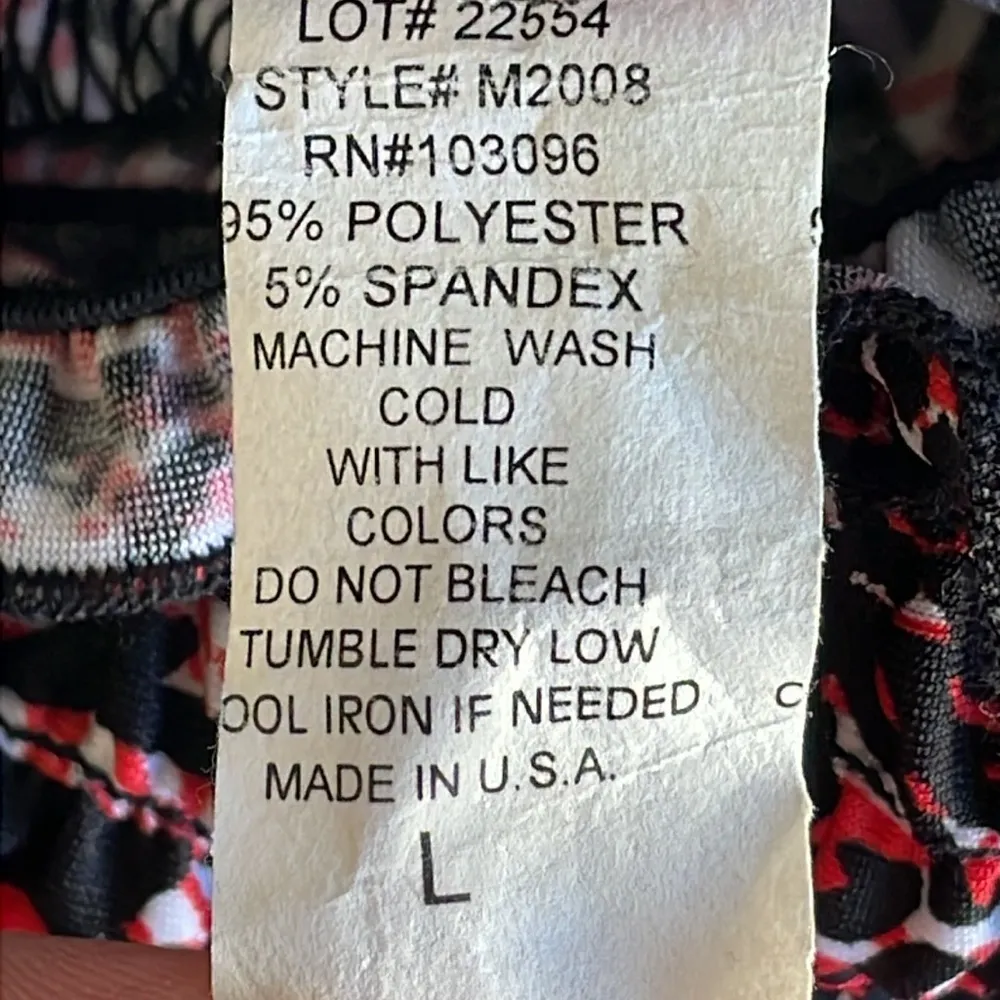 LOT# 22554
STYLE# M2008
RN#103096
95% POLYESTER
5% SPANDEX
MACHINE WASH
COLD
WITH LIKE
COLORS
DO NOT BLEACH
TUMBLE DRY LOW
OOL IRON IF NEEDED C
MADE IN U.S.A.
L